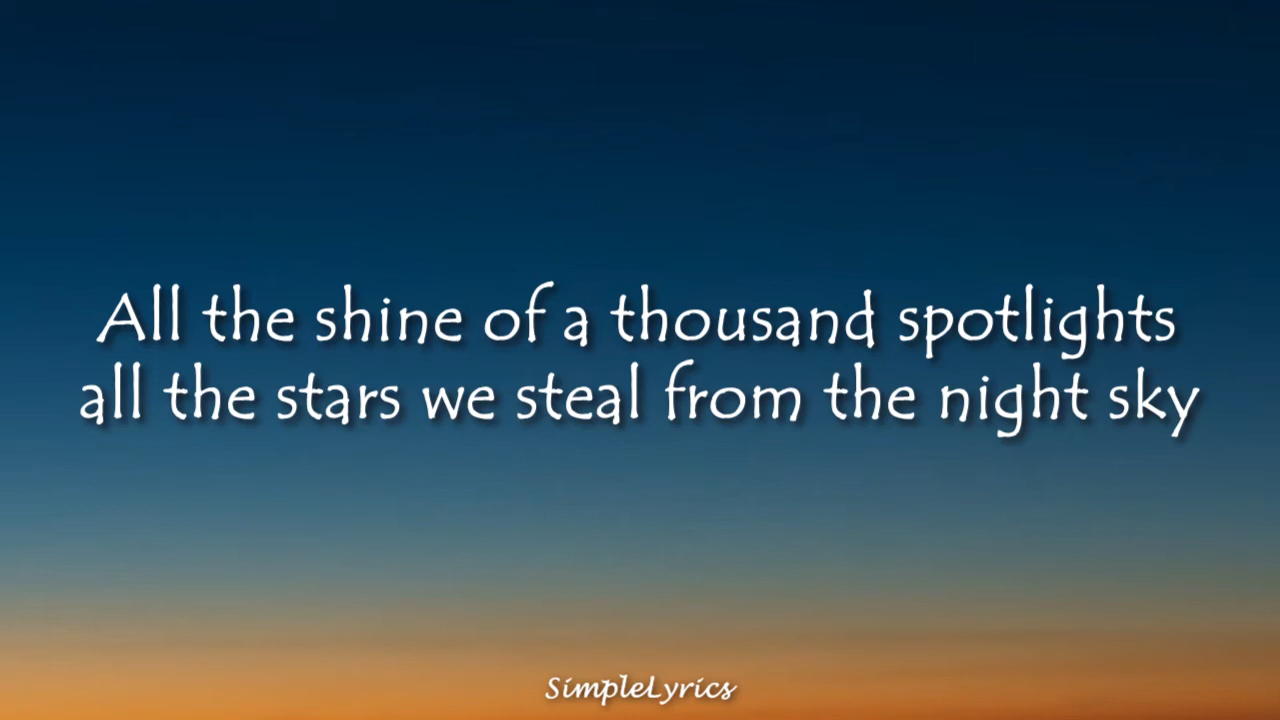 All the shine of a thousand spotlights
all the stars we steal from the night sky
SimpleLyrics